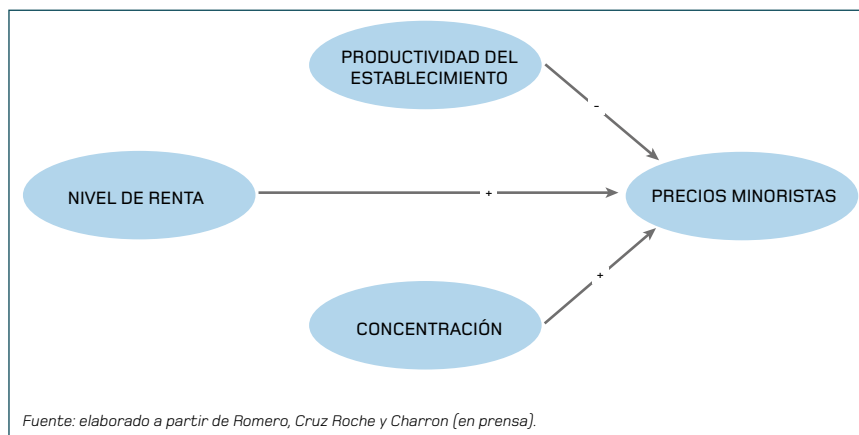 PRODUCTIVIDAD DEL
ESTABLECIMIENTO
-
NIVEL DE RENTA
+
PRECIOS MINORISTAS
+
CONCENTRACIÓN
Fuente: elaborado a partir de Romero, Cruz Roche y Charron (en prensa).